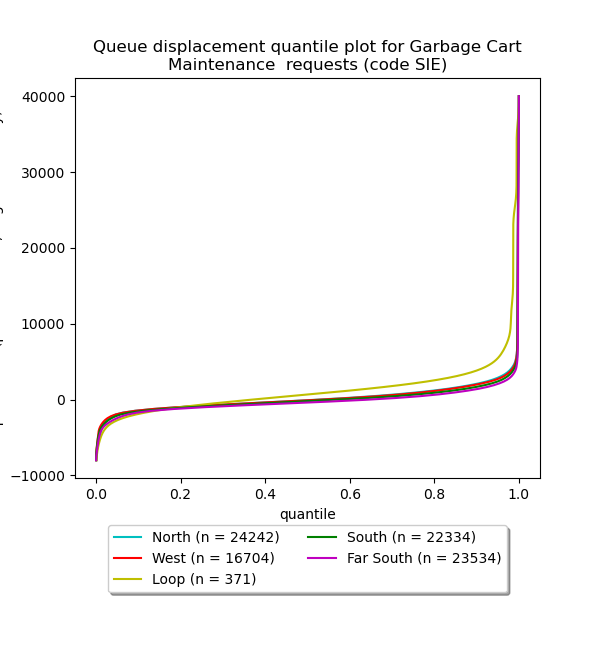 Queue displacement quantile plot for Garbage Cart
Maintenance  requests (code SIE)
40000
30000
20000
10000
0
−10000
0.0 0.2 0.4 0.6 0.8 1.0
quantile
North (n = 24242)
West (n = 16704)
Loop (n = 371)
South (n = 22334)
Far South (n = 23534)